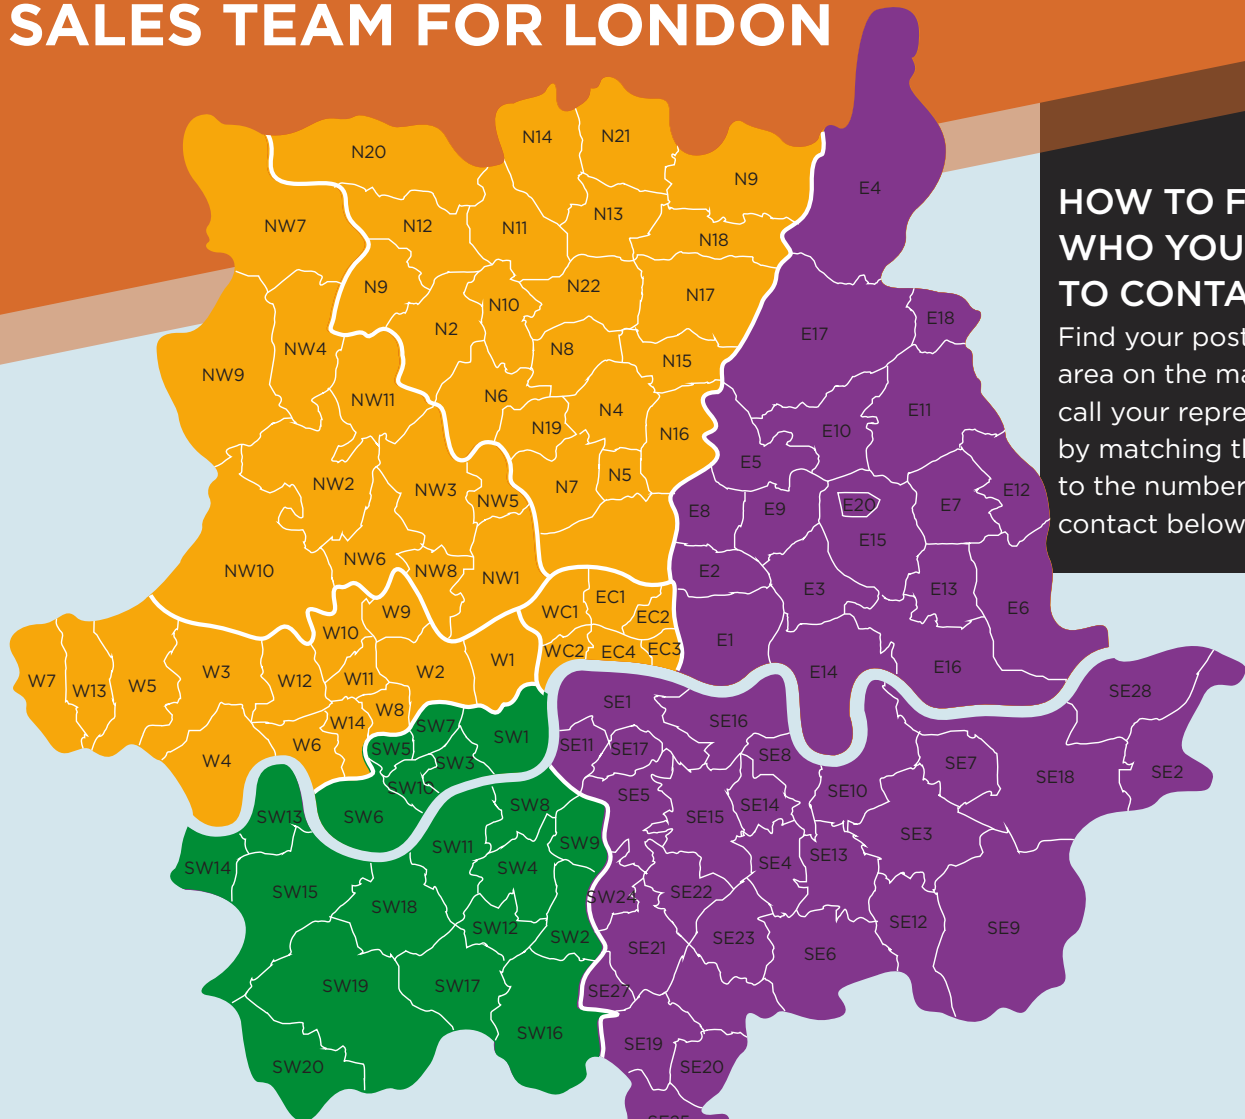 SALES TEAM FOR LONDON
HOW TO F
WHO YOU
TO CONTA
Find your post
area on the ma
call your repre
by matching th
to the number
contact below
N14
N21
N20
N9
E4
NW7
N12
N11
N13
N18
N9
N10
N22
N17
N2
E17
E18
NW4
N8
N15
NW9
NW11
N6
N4
E11
N19
N16
E10
E5
NW2
NW3
NW5
N7
N5
E8
E9
E20
E7
E12
E15
NW10
NW6
NW8
NW1
E2
E3
E13
E6
W9
WC1
EC1
EC2
W10
E1
WC2
EC4
EC3
W7
W13
W5
W3
W12
W11
W2
W1
E14
E16
W8
W14
SE1
SE28
W6
SW7
SW5
SW1
SE16
W4
SW3
SE11
SE17
SE8
SE7
SE18
SE2
SW10
SW13
SW6
SW8
SE5
SE15
SE14
SE10
SW11
SW9
SE3
SW14
SW4
SE4
SE13
SW15
SW18
SW24
SE22
SW12
SW2
SE21
SE23
SE6
SE12
SE9
SW19
SW17
SE27
SW16
SE19
SW20
SE20
SE25